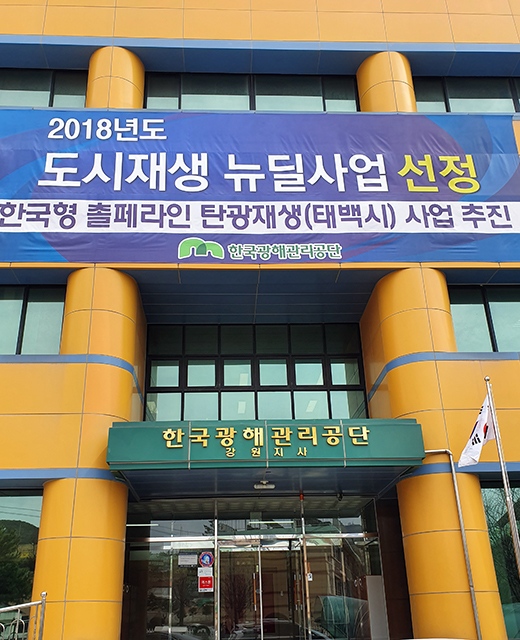 2018년도
도시재생 뉴딜사업 선정
한국형 촐페라인 탄광재생(태백시) 사업 추진
한국광해관리공단
한국광해관리공단
강원지사